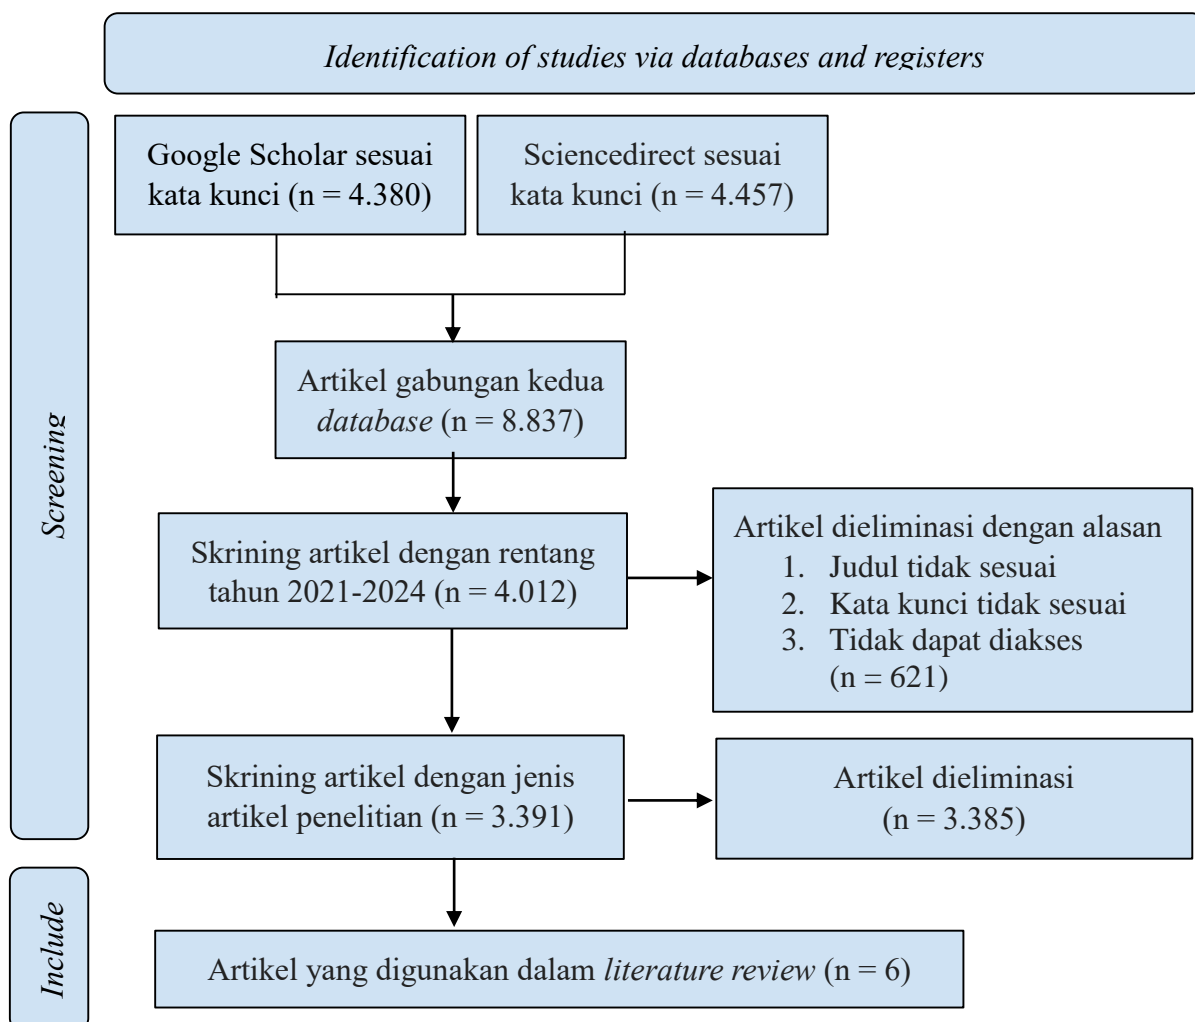 Identification of studies via databases and registers
Screening
Google Scholar sesuai
kata kunci (n = 4.380)
Sciencedirect sesuai
kata kunci (n = 4.457)
Artikel gabungan kedua
database (n = 8.837)
Skrining artikel dengan rentang
tahun 2021-2024 (n = 4.012)
Artikel dieliminasi dengan alasan
1. Judul tidak sesuai
2. Kata kunci tidak sesuai
3. Tidak dapat diakses
(n = 621)
Skrining artikel dengan jenis
artikel penelitian (n = 3.391)
Artikel dieliminasi
(n = 3.385)
Include
Artikel yang digunakan dalam literature review (n = 6)